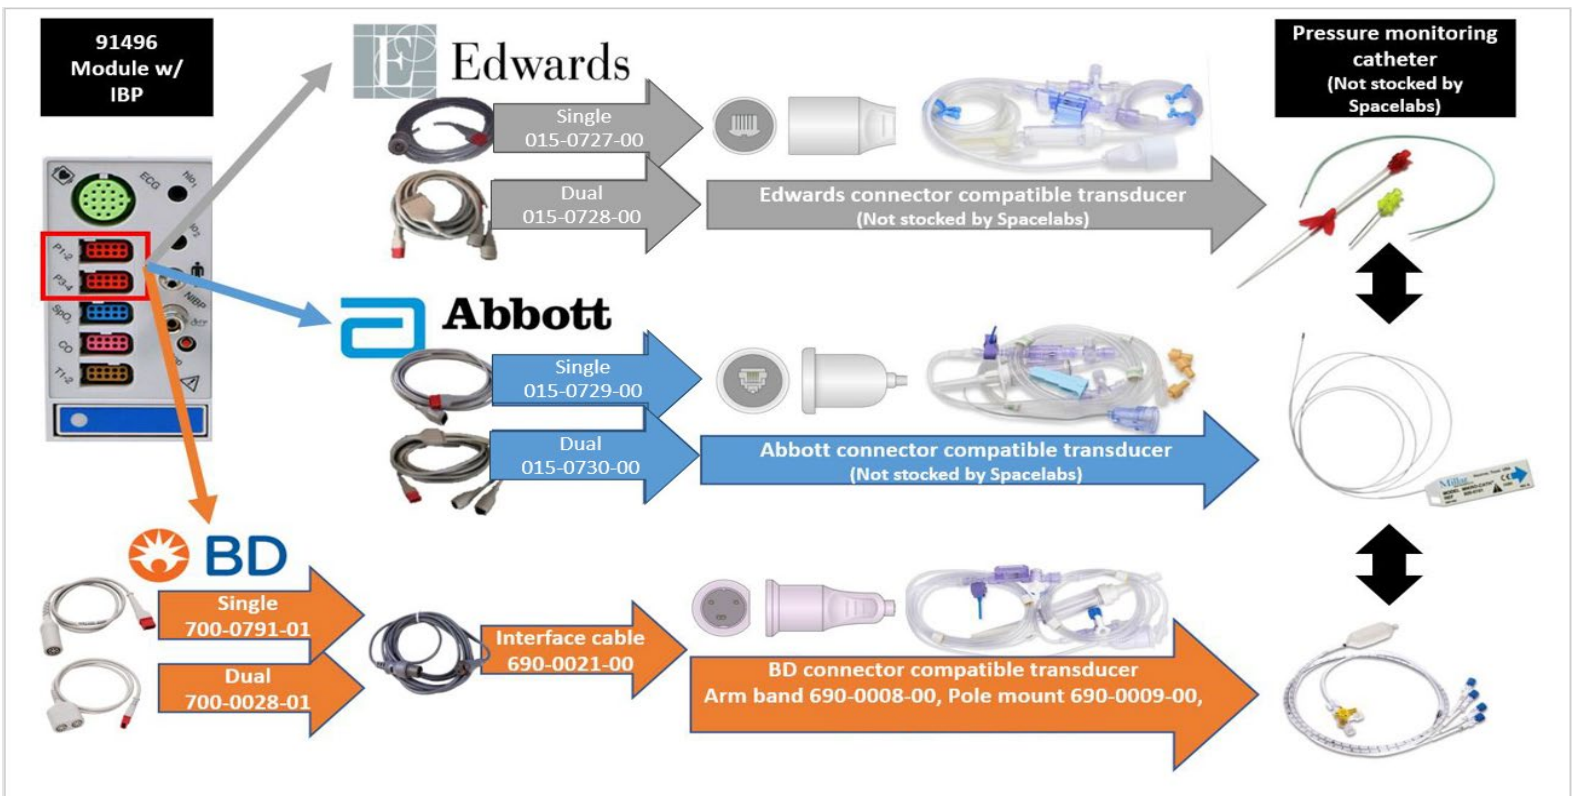 91496
Module w/
IBP
Edwards
Single
015-0727-00
Dual
015-0728-00
Edwards connector compatible transducer
(Not stocked by Spacelabs)
Pressure monitoring
catheter
(Not stocked by
Spacelabs)
ECG
hlo1
P1-2
P3-4
SpO2
NIBP
CO
T1-2
Abbott
Single
015-0729-00
Dual
015-0730-00
Abbott connector compatible transducer
(Not stocked by Spacelabs)
Millar
BD
Single
700-0791-01
Dual
700-0028-01
Interface cable
690-0021-00
BD connector compatible transducer
Arm band 690-0008-00, Pole mount 690-0009-00,